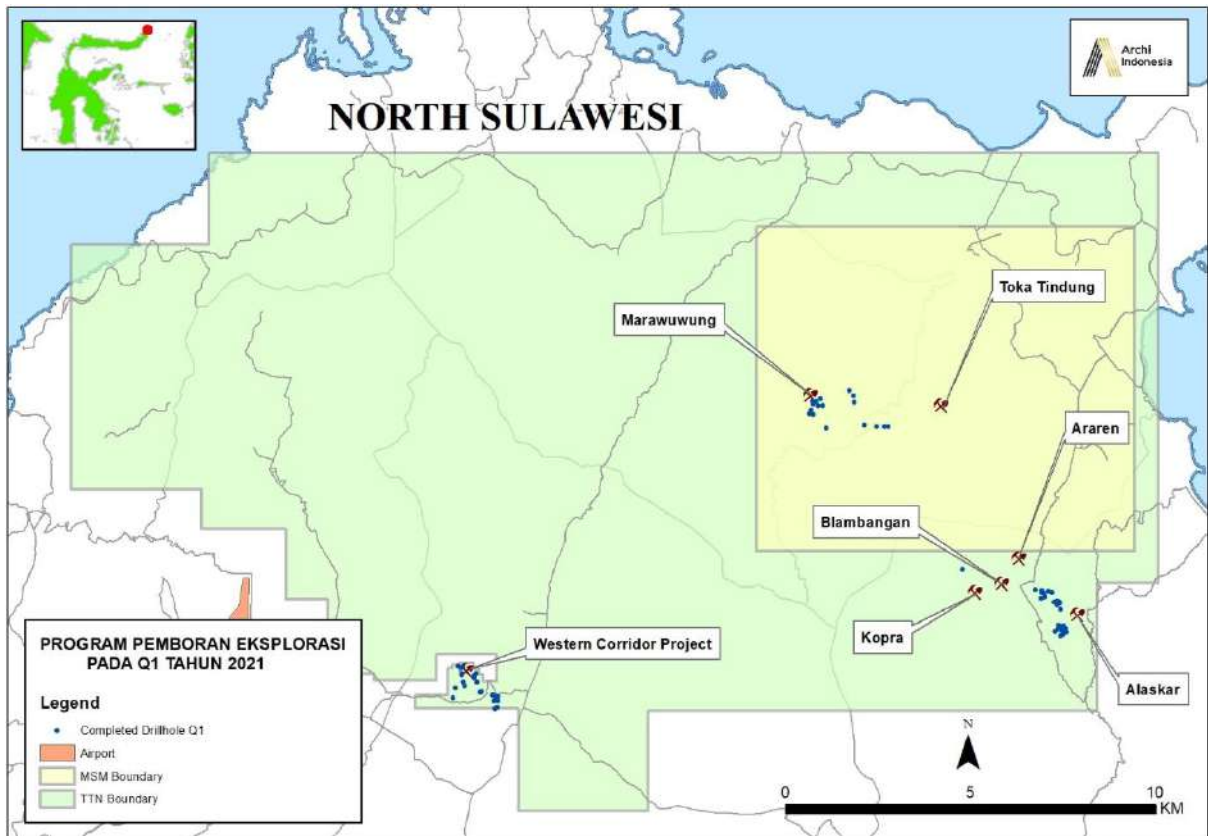 NORTH SULAWESI
Archi
Indonesia
Toka Tindung
Marawuwung
Araren
Blambangan
Kopra
Western Corridor Project
Alaskar
PROGRAM PEMBORAN EKSPLORASI
PADA Q1 TAHUN 2021
Legend
Completed Drillhole Q1
Airport
MSM Boundary
TTN Boundary
N
0 5 10
KM